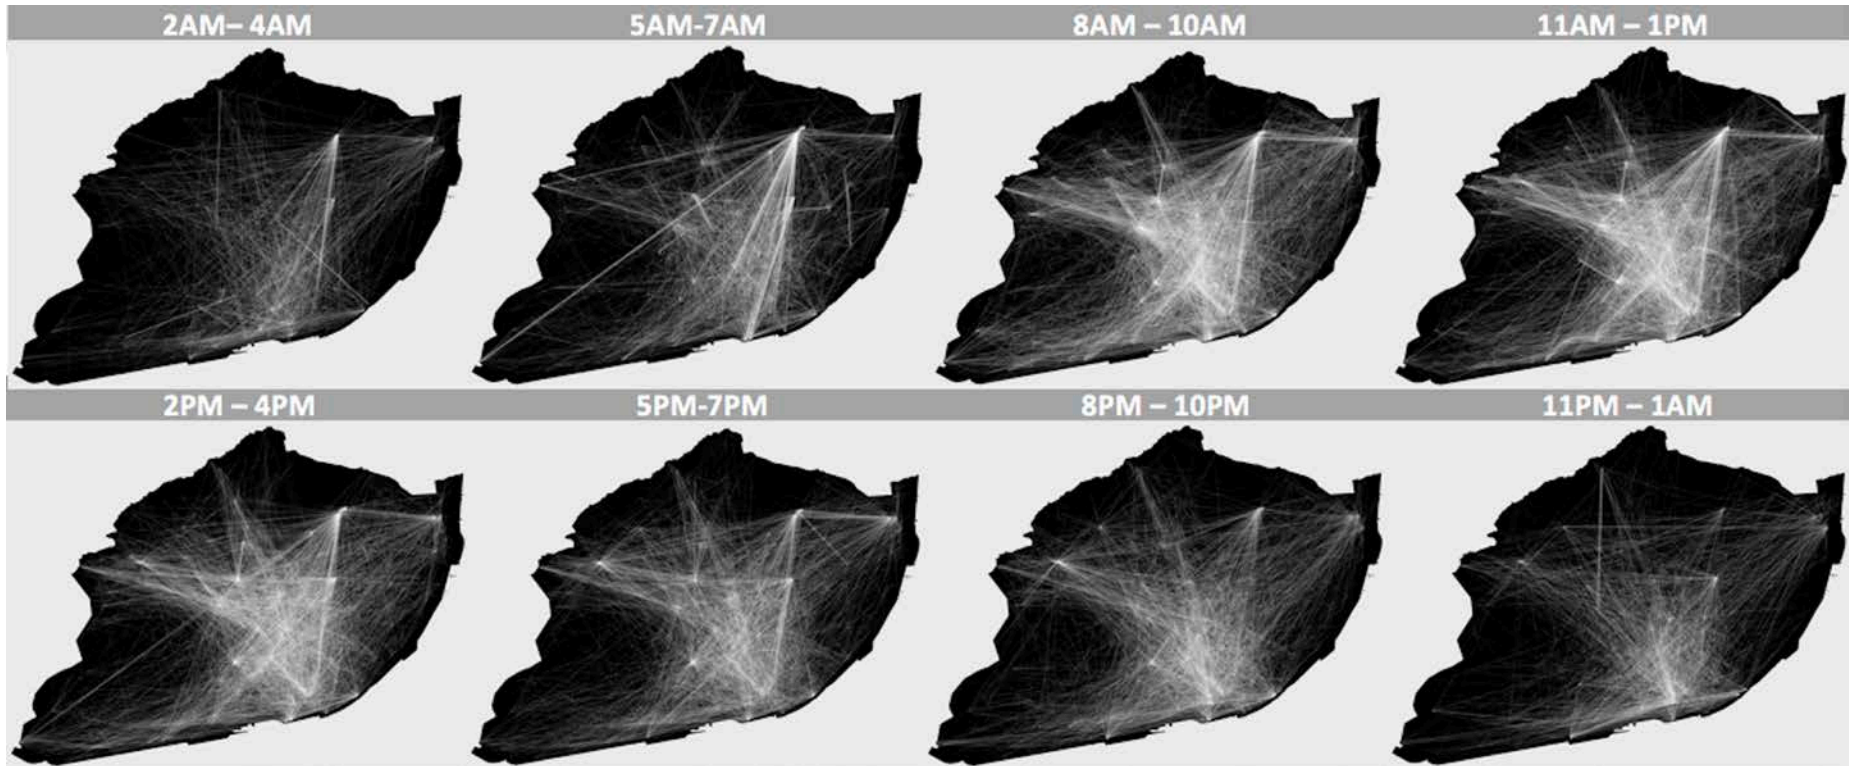 2AM– 4AM
5AM-7AM
8AM – 10AM
11AM – 1PM
2PM – 4PM
5PM-7PM
8PM – 10PM
11PM – 1AM